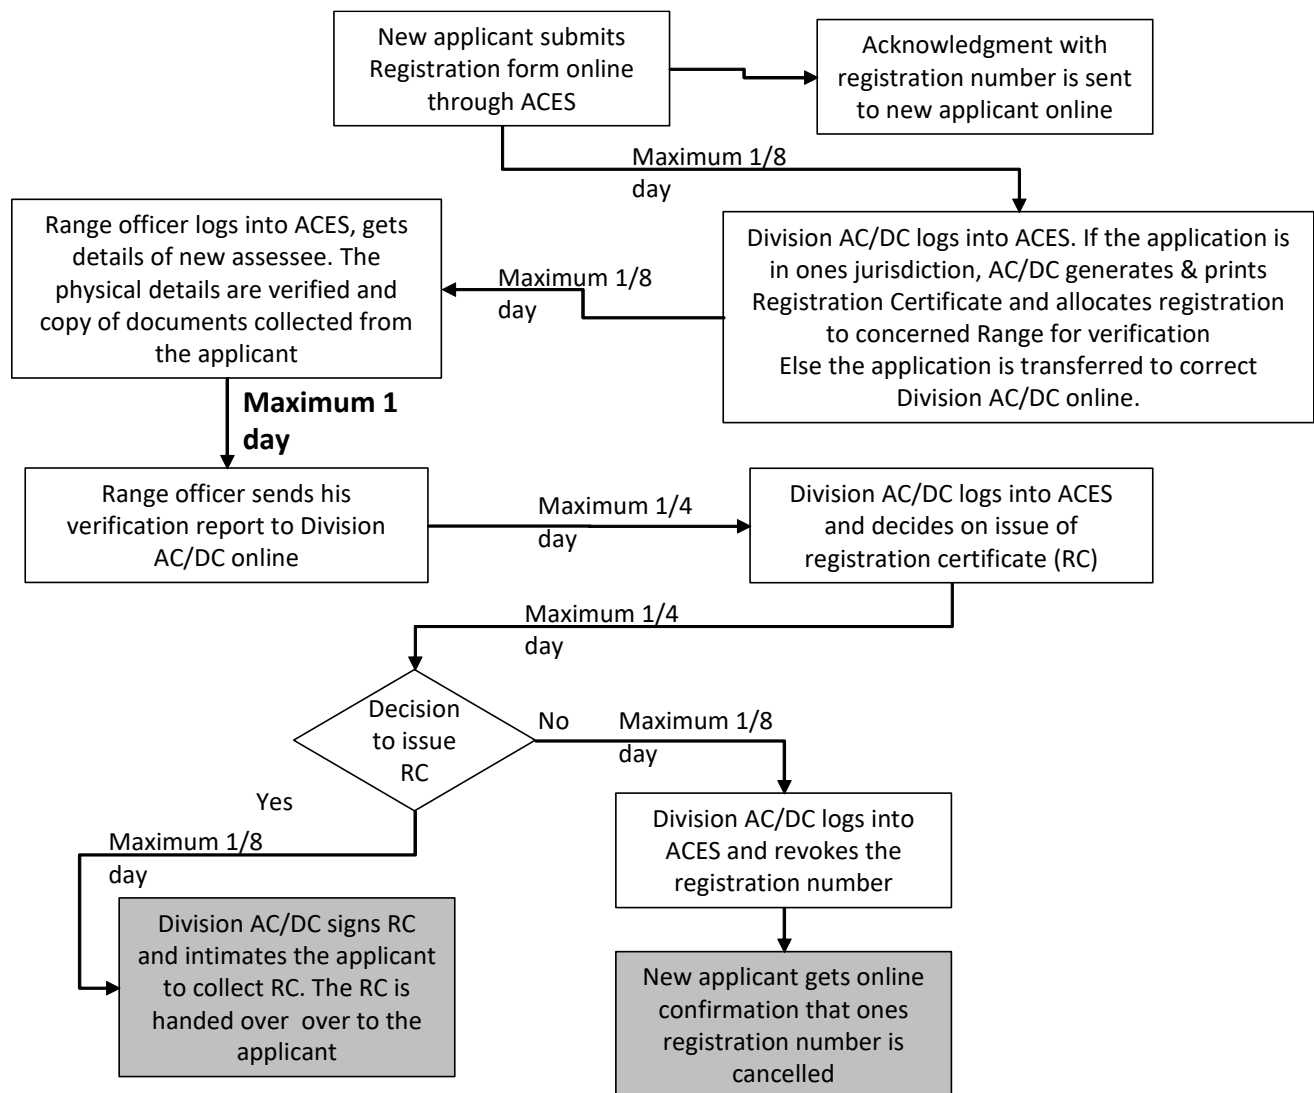 New applicant submits
Registration form online
through ACES
Acknowledgment with
registration number is sent
to new applicant online
Maximum 1/8
day
Division AC/DC logs into ACES. If the application is
in ones jurisdiction, AC/DC generates & prints
Registration Certificate and allocates registration
to concerned Range for verification
Else the application is transferred to correct
Division AC/DC online.
Maximum 1/8
day
Range officer logs into ACES, gets
details of new assessee. The
physical details are verified and
copy of documents collected from
the applicant
Maximum 1
day
Range officer sends his
verification report to Division
AC/DC online
Maximum 1/4
day
Division AC/DC logs into ACES
and decides on issue of
registration certificate (RC)
Maximum 1/4
day
Decision
to issue
RC
No
Maximum 1/8
day
Yes
Maximum 1/8
day
Division AC/DC logs into
ACES and revokes the
registration number
Division AC/DC signs RC
and intimates the applicant
to collect RC. The RC is
handed over  over to the
applicant
New applicant gets online
confirmation that ones
registration number is
cancelled